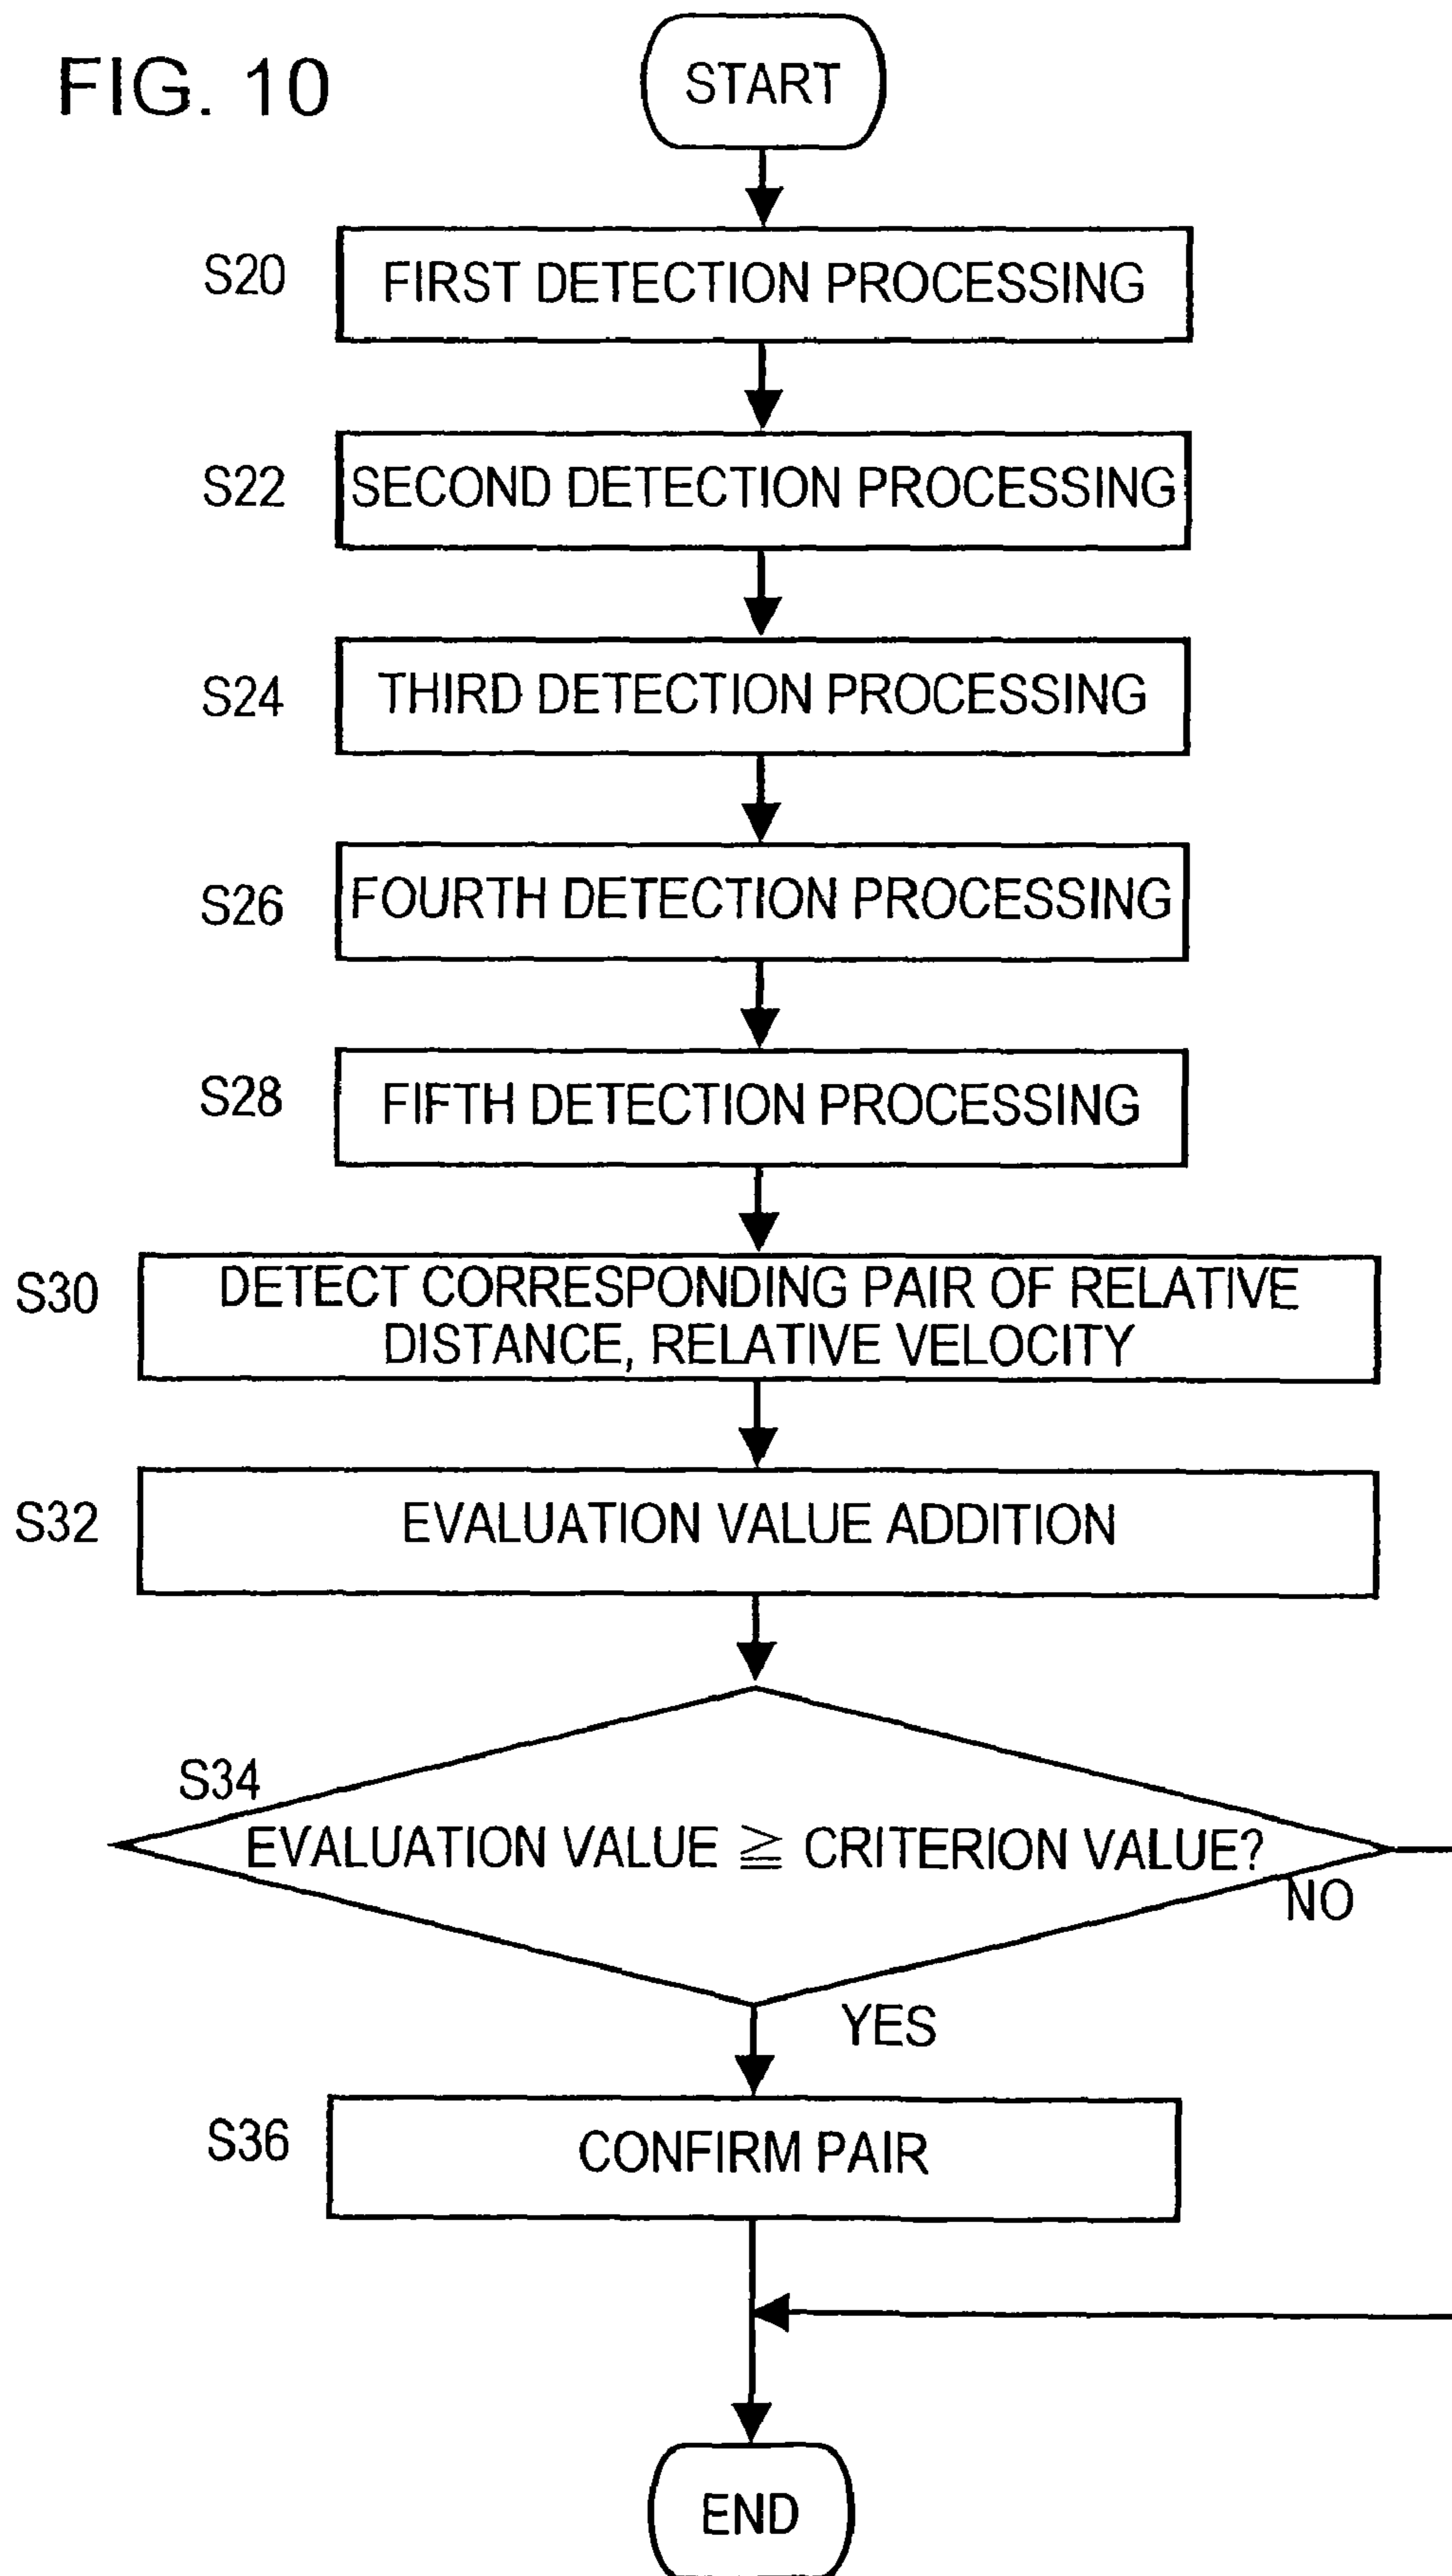 FIG. 10
START
S20
FIRST DETECTION PROCESSING
S22
SECOND DETECTION PROCESSING
S24
THIRD DETECTION PROCESSING
S26
FOURTH DETECTION PROCESSING
S28
FIFTH DETECTION PROCESSING
S30
DETECT CORRESPONDING PAIR OF RELATIVE
DISTANCE, RELATIVE VELOCITY
S32
EVALUATION VALUE ADDITION
S34
EVALUATION VALUE ≧ CRITERION VALUE?
NO
YES
S36
CONFIRM PAIR
END